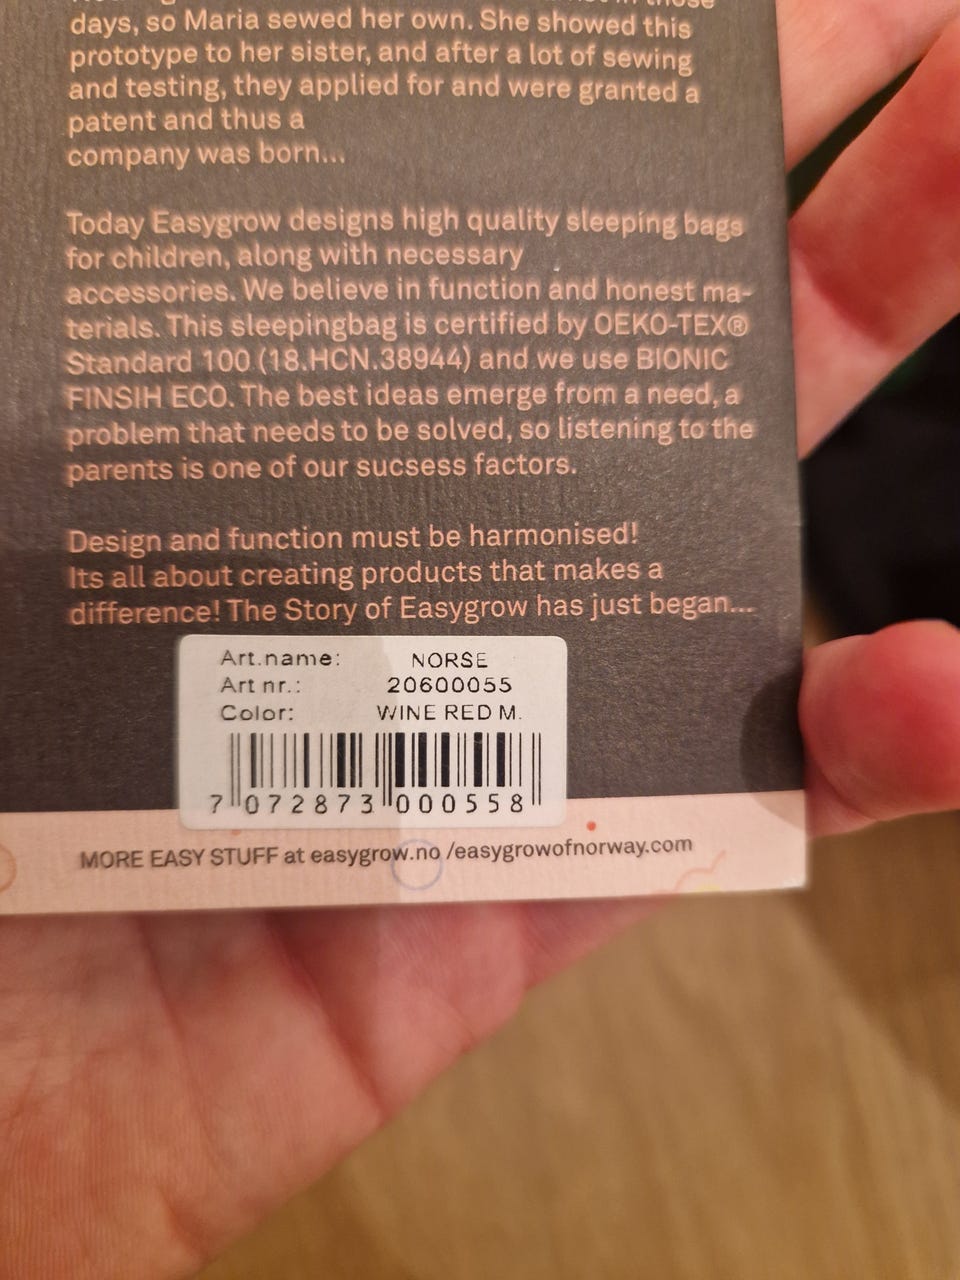 days, so Maria sewed her own. She showed this
prototype to her sister, and after a lot of sewing
and testing, they applied for and were granted a
patent and thus a
company was born...
Today Easygrow designs high quality sleeping bags
for children, along with necessary
accessories. We believe in function and honest ma-
terials. This sleepingbag is certified by OEKO-TEX®
Standard 100 (18.HCN.38944) and we use BIONIC
FINSIH ECO. The best ideas emerge from a need, a
problem that needs to be solved, so listening to the
parents is one of our sucsess factors.
Design and function must be harmonised!
Its all about creating products that makes a
difference! The Story of Easygrow has just began...
Art.name: NORSE
Art nr.: 20600055
Color: WINE RED M.
7 072873 000558
MORE EASY STUFF at easygrow.no /easygrowofnorway.com